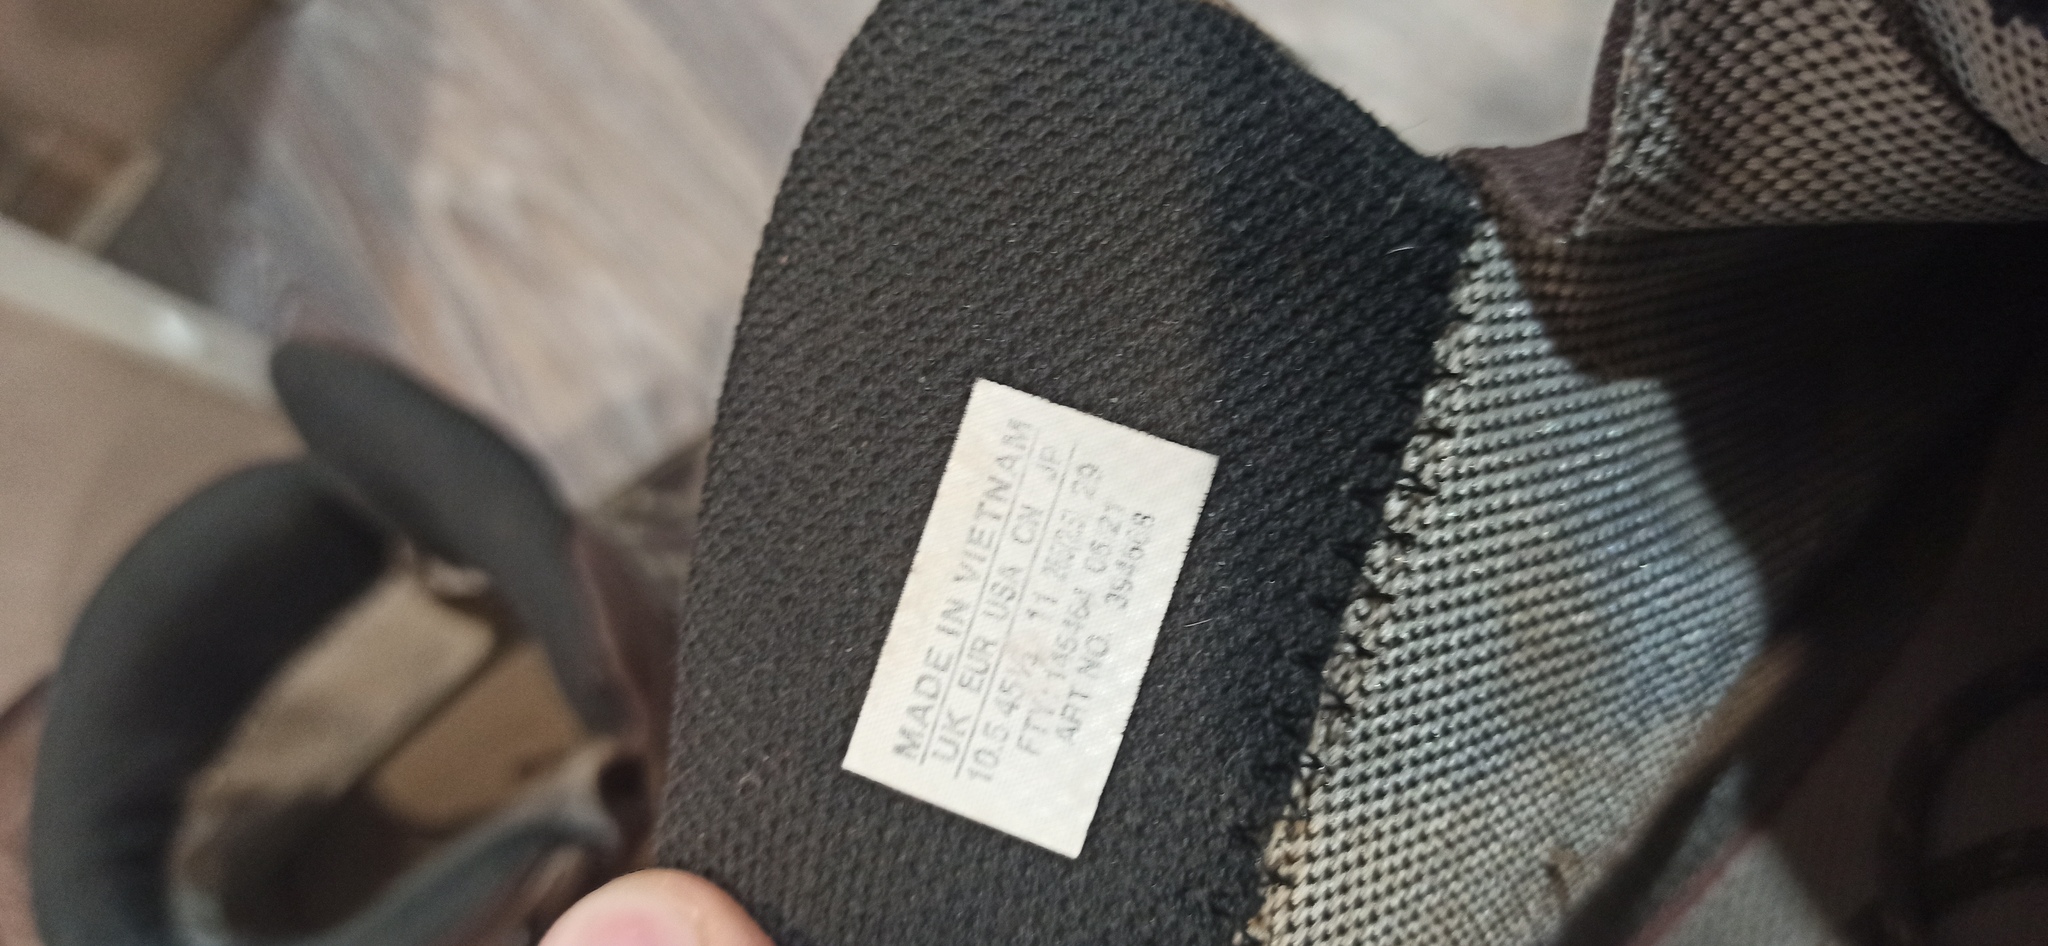 MADE IN VIETNAM
UK EUR USA CN JP
10.5 45⅓ 11 29
FTY: 05 21
ART NO.